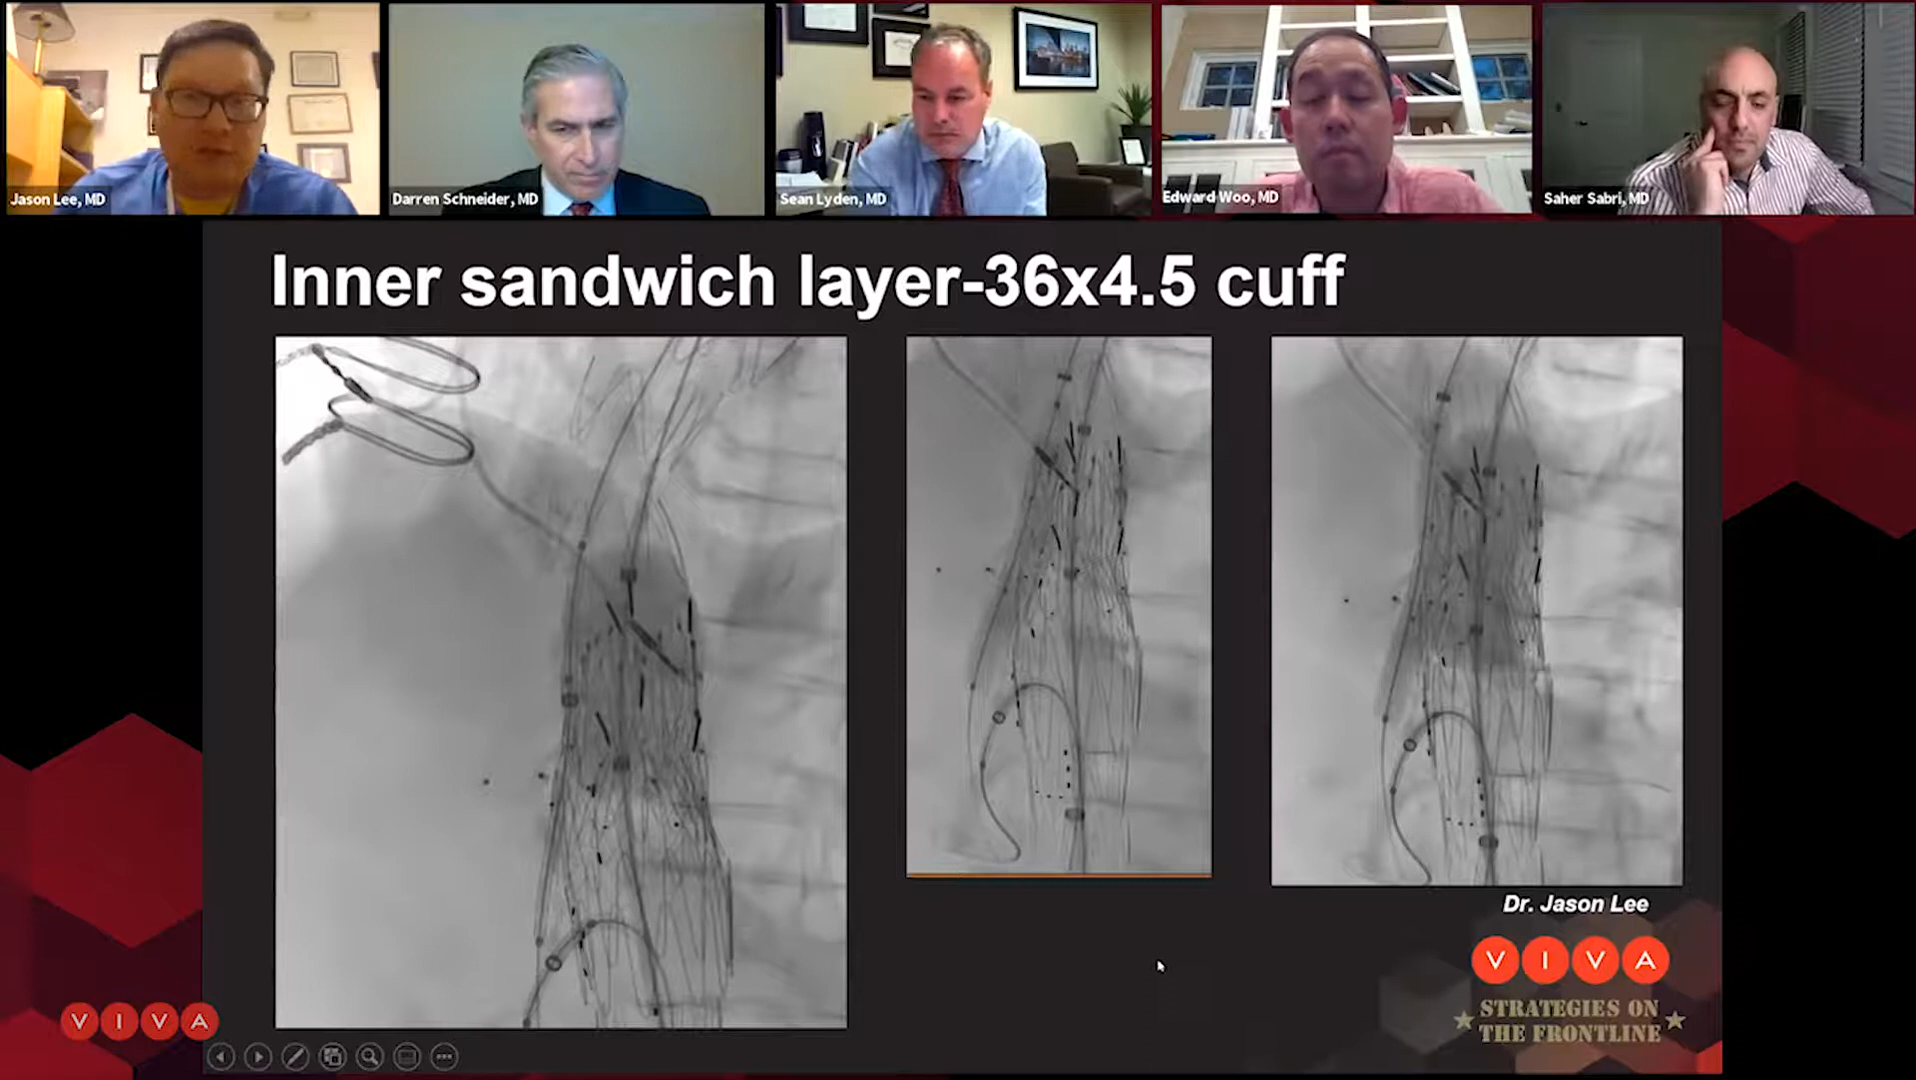 Jason Lee, MD
Darren Schneider, MD
Sean Lyden, MD
Edward Woo, MD
Saher Sabri, MD
Inner sandwich layer-36x4.5 cuff
Dr. Jason Lee
VIVA
STRATEGIES ON
THE FRONTLINE
VIVA